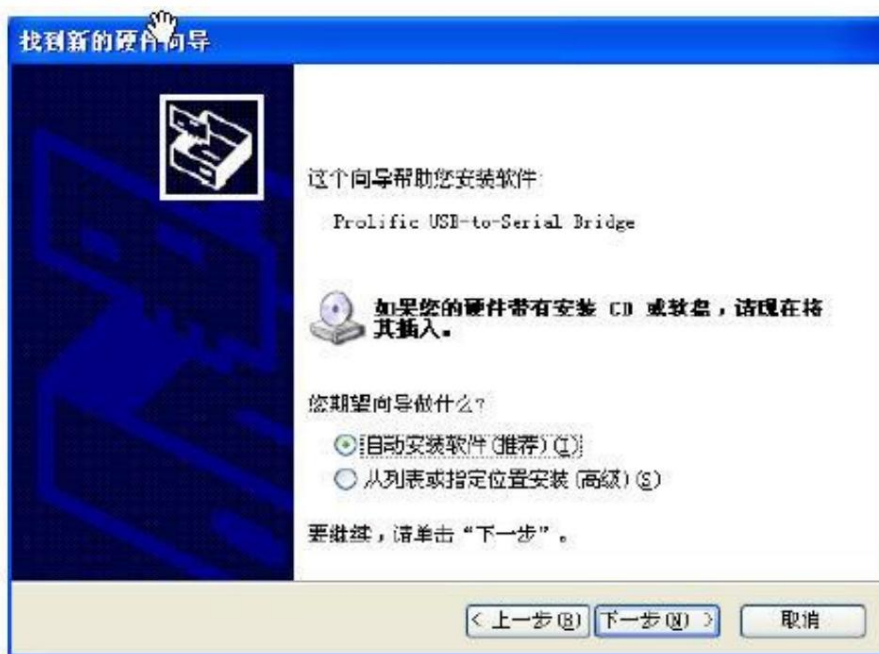 找到新的硬件向导
这个向导帮助您安装软件:
Prolific USB-to-Serial Bridge
如果您的硬件带有安装 CD 或软盘，请现在将
其插入。
您期望向导做什么?
自动安装软件(推荐)(I)
从列表或指定位置安装(高级)(S)
要继续，请单击“下一步”。
< 上一步(B)
下一步(N) >
取消